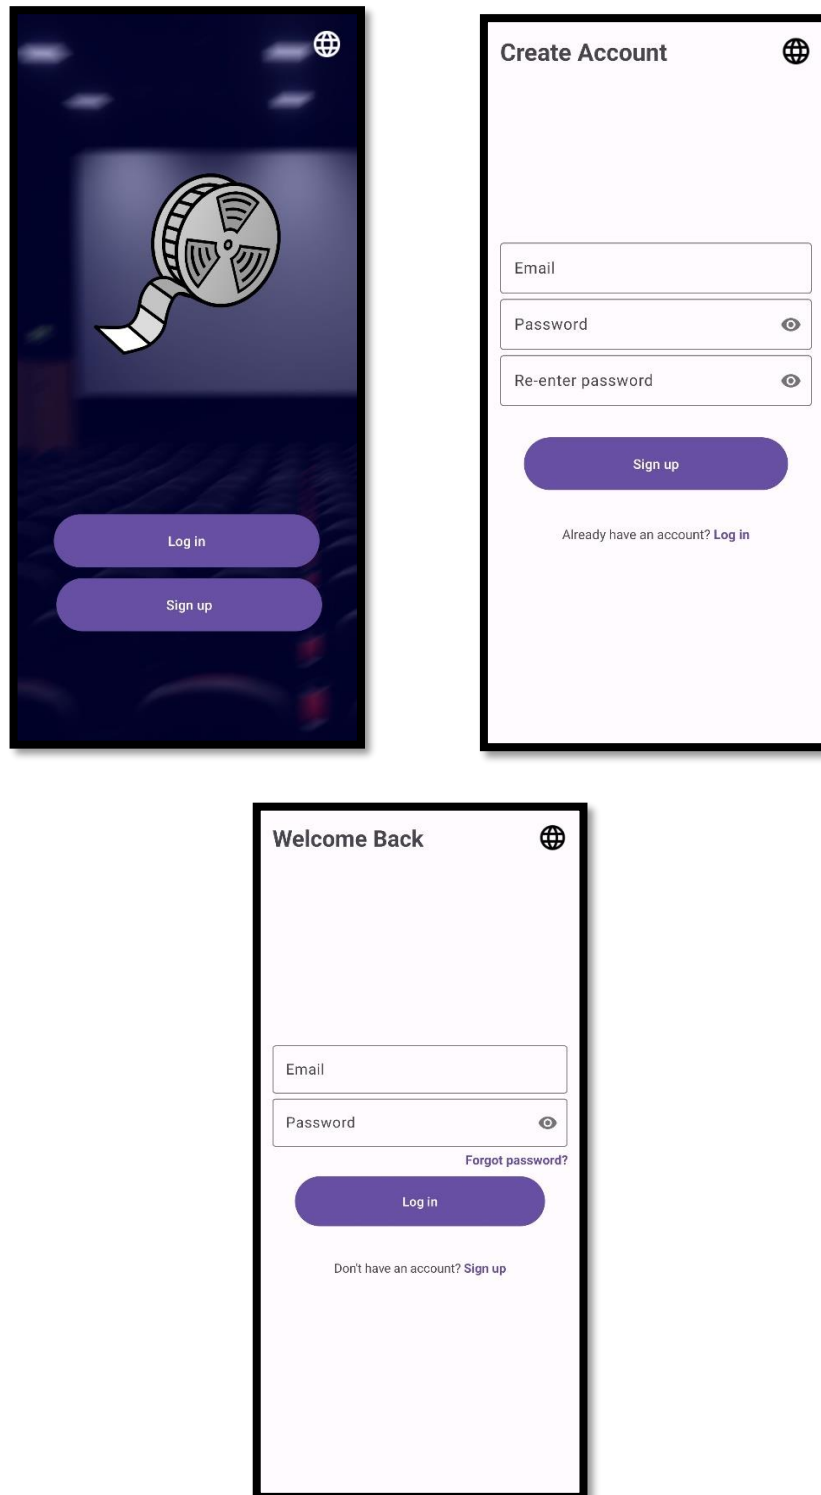 Log in
Sign up
Create Account
Email
Password
Re-enter password
Sign up
Already have an account? Log in
Welcome Back
Email
Password
Forgot password?
Log in
Don't have an account? Sign up